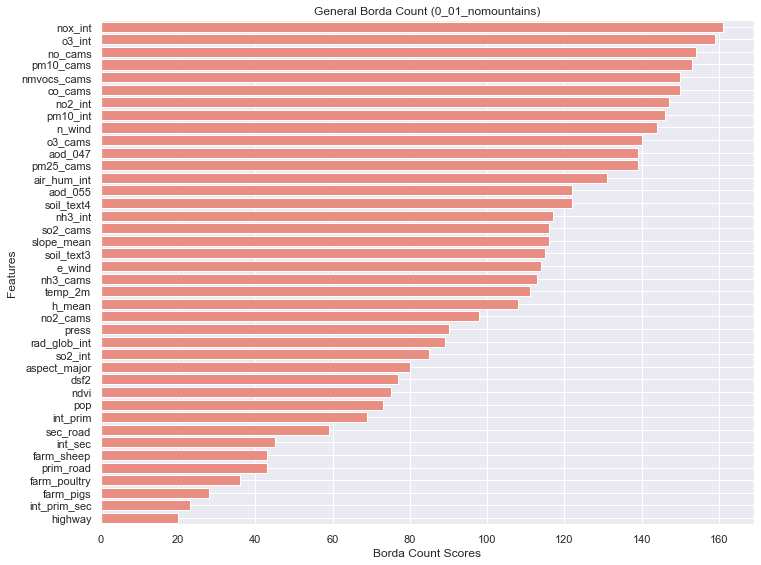 General Borda Count (0_01_nomountains)
nox_int
o3_int
no_cams
pm10_cams
nmvocs_cams
co_cams
no2_int
pm10_int
n_wind
o3_cams
aod_047
pm25_cams
air_hum_int
aod_055
soil_text4
nh3_int
so2_cams
slope_mean
soil_text3
e_wind
nh3_cams
temp_2m
h_mean
no2_cams
press
rad_glob_int
so2_int
aspect_major
dsf2
ndvi
pop
int_prim
sec_road
int_sec
farm_sheep
prim_road
farm_poultry
farm_pigs
int_prim_sec
highway
Features
0 20 40 60 80 100 120 140 160
Borda Count Scores